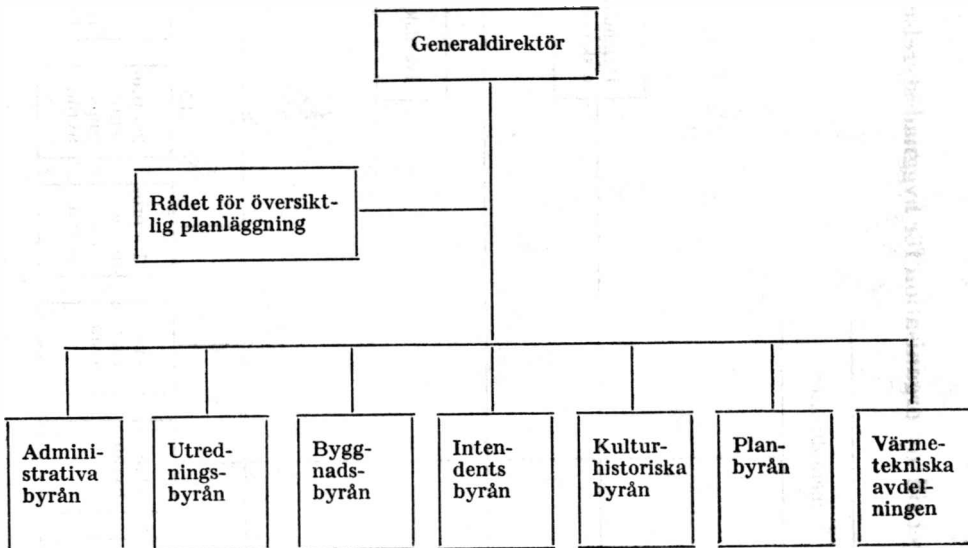 Generaldirektör
Rådet för översikt-
lig planläggning
Admini-
strativa
byrån
Utred-
nings-
byrån
Bygg-
nads-
byrån
Inten-
dents
byrån
Kultur-
historiska
byrån
Plan-
byrån
Värme-
tekniska
avdel-
ningen